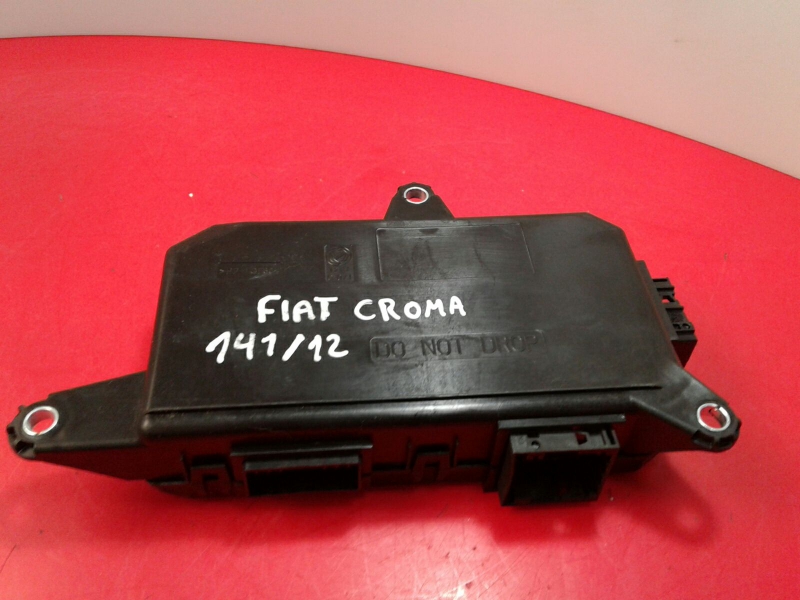 FIAT CROMA
141/12
DO NOT DROP